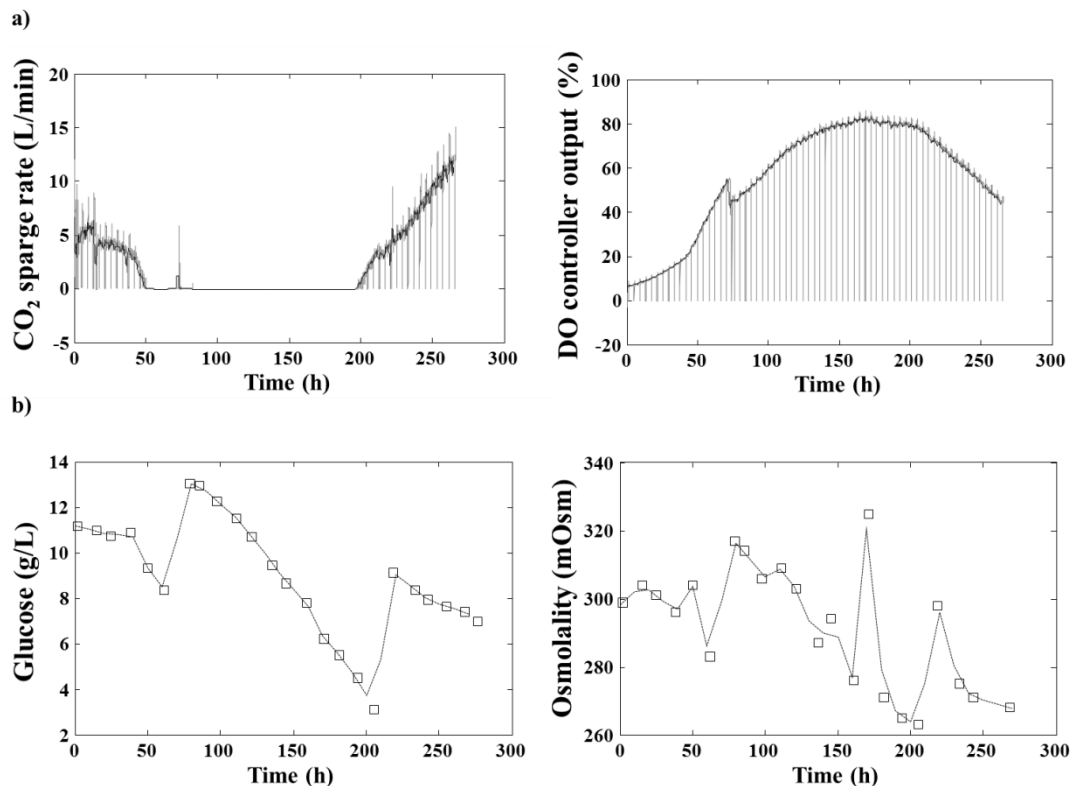 a)
CO₂ sparge rate (L/min)
20
15
10
5
0
-5
0 50 100 150 200 250 300
Time (h)
DO controller output (%)
100
80
60
40
20
0
-20
0 50 100 150 200 250 300
Time (h)
b)
Glucose (g/L)
14
12
10
8
6
4
2
0 50 100 150 200 250 300
Time (h)
Osmolality (mOsm)
340
320
300
280
260
0 50 100 150 200 250 300
Time (h)